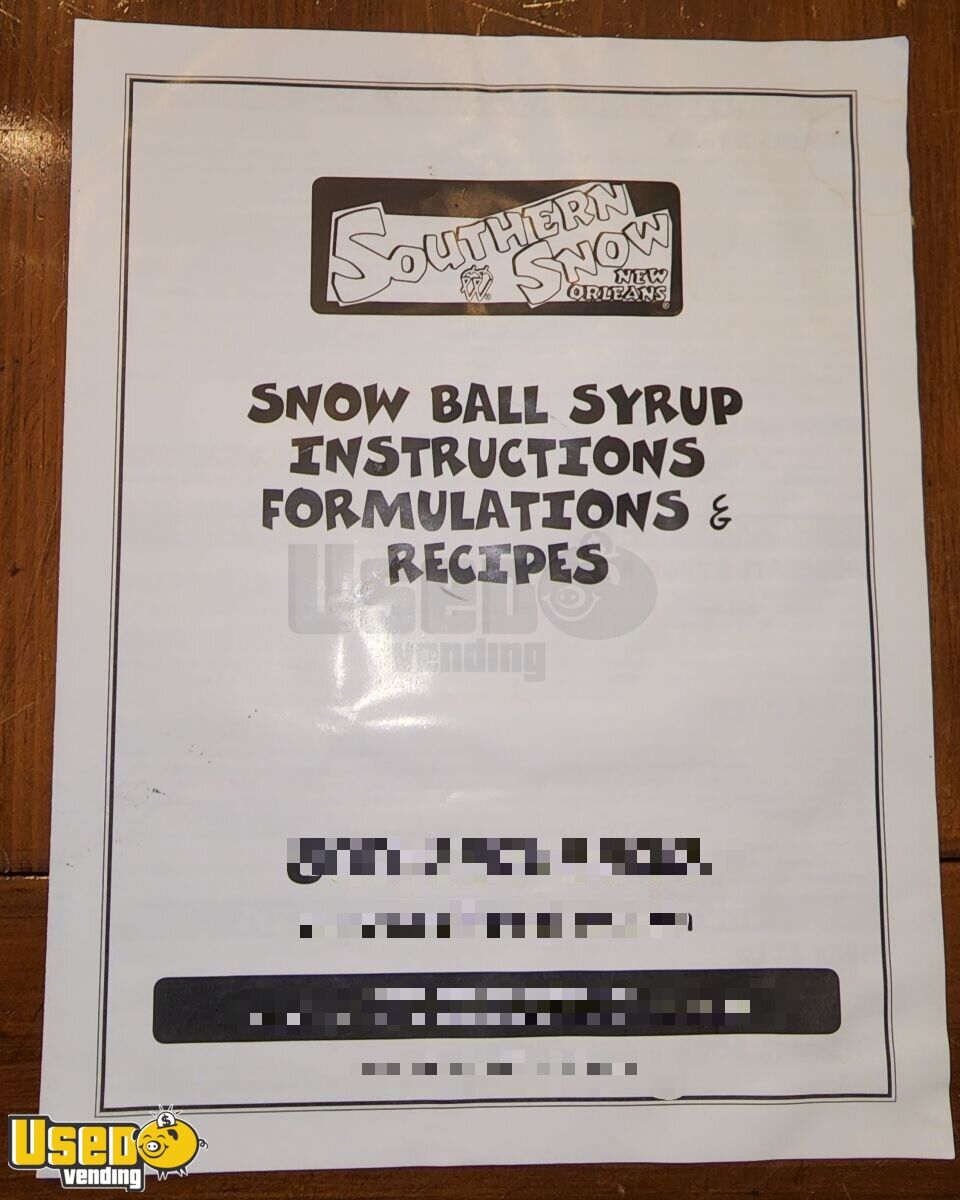 SOUTHERN
SNOW
NEW
ORLEANS
SNOW BALL SYRUP
INSTRUCTIONS
FORMULATIONS &
RECIPES
USED
vending
USED
vending